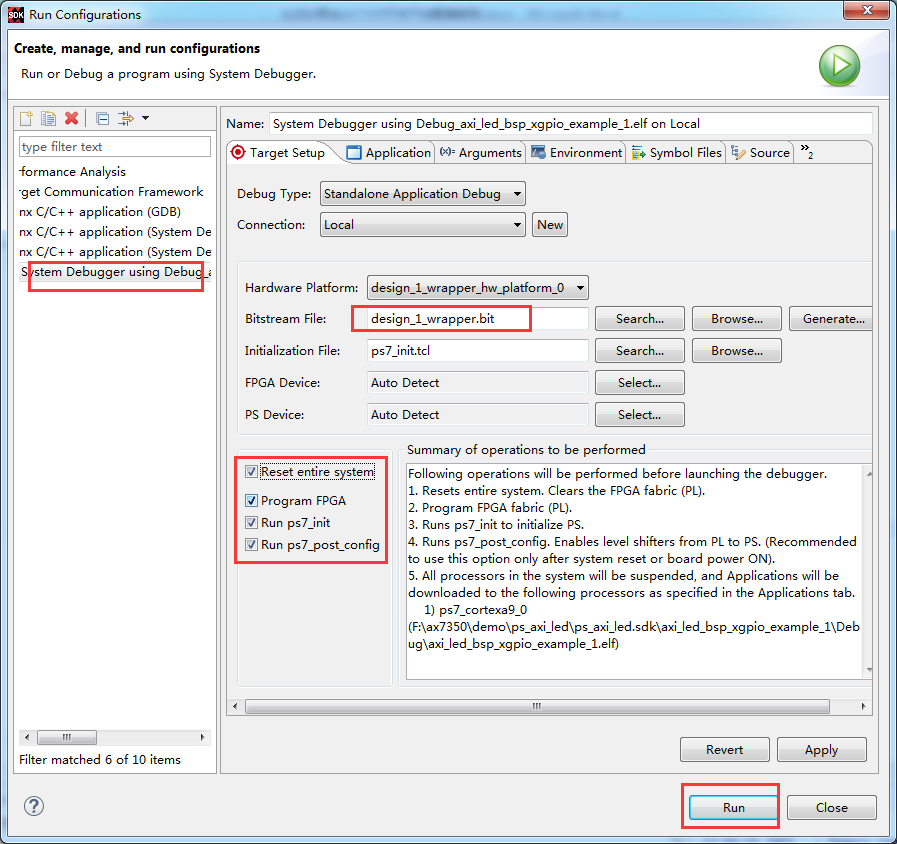 SDK Run Configurations
Create, manage, and run configurations
Run or Debug a program using System Debugger.
type filter text
formance Analysis
get Communication Framework
nx C/C++ application (GDB)
nx C/C++ application (System De
nx C/C++ application (System De
System Debugger using Debug_a
Filter matched 6 of 10 items
Name: System Debugger using Debug_axi_led_bsp_xgpio_example_1.elf on Local
Target Setup Application (x)= Arguments Environment Symbol Files Source »2
Debug Type: Standalone Application Debug
Connection: Local New
Hardware Platform: design_1_wrapper_hw_platform_0
Bitstream File: design_1_wrapper.bit Search... Browse... Generate...
Initialization File: ps7_init.tcl Search... Browse...
FPGA Device: Auto Detect Select...
PS Device: Auto Detect Select...
Reset entire system
Program FPGA
Run ps7_init
Run ps7_post_config
Summary of operations to be performed
Following operations will be performed before launching the debugger.
1. Resets entire system. Clears the FPGA fabric (PL).
2. Program FPGA fabric (PL).
3. Runs ps7_init to initialize PS.
4. Runs ps7_post_config. Enables level shifters from PL to PS. (Recommended
to use this option only after system reset or board power ON).
5. All processors in the system will be suspended, and Applications will be
downloaded to the following processors as specified in the Applications tab.
1) ps7_cortexa9_0
(F:\ax7350\demo\ps_axi_led\ps_axi_led.sdk\axi_led_bsp_xgpio_example_1\Deb
ug\axi_led_bsp_xgpio_example_1.elf)
Revert Apply
? Run Close